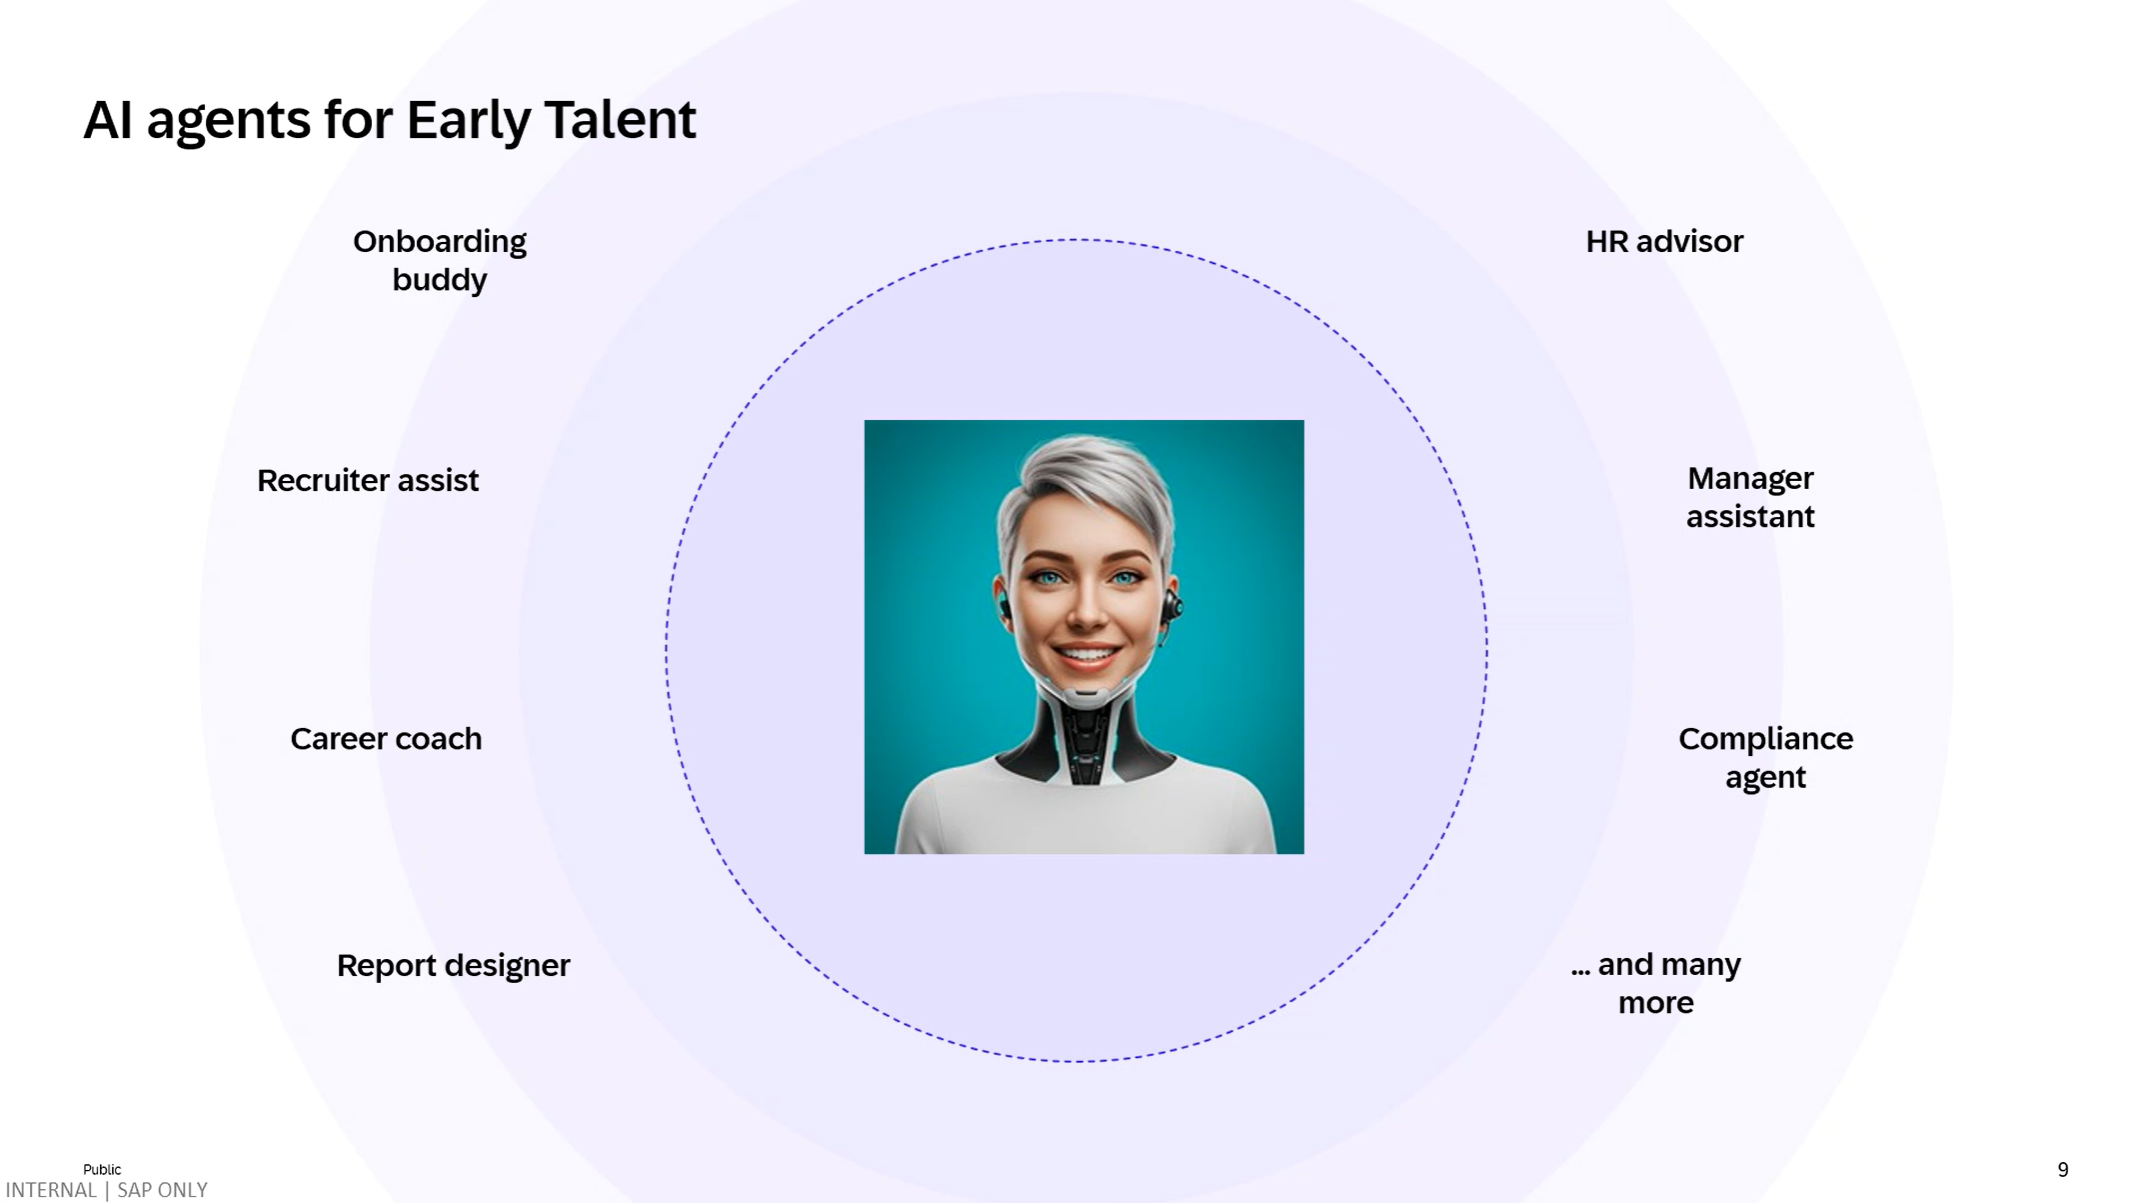 AI agents for Early Talent
Onboarding
buddy
HR advisor
Recruiter assist
Manager
assistant
Career coach
Compliance
agent
Report designer
... and many
more
Public
INTERNAL | SAP ONLY
9